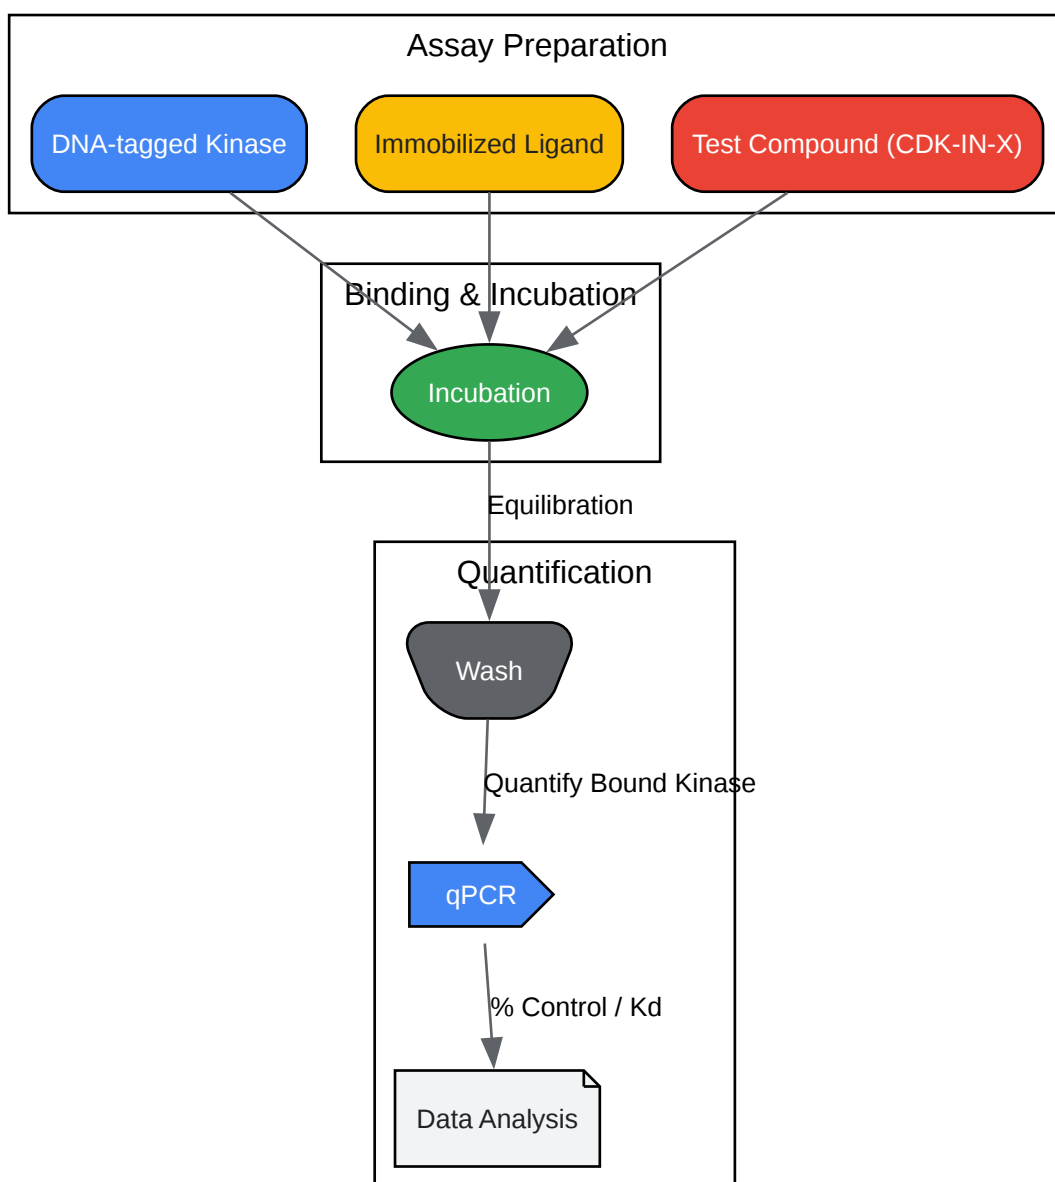 Assay Preparation
DNA-tagged Kinase
Immobilized Ligand
Test Compound (CDK-IN-X)
Binding & Incubation
Incubation
Equilibration
Quantification
Wash
Quantify Bound Kinase
qPCR
% Control / Kd
Data Analysis